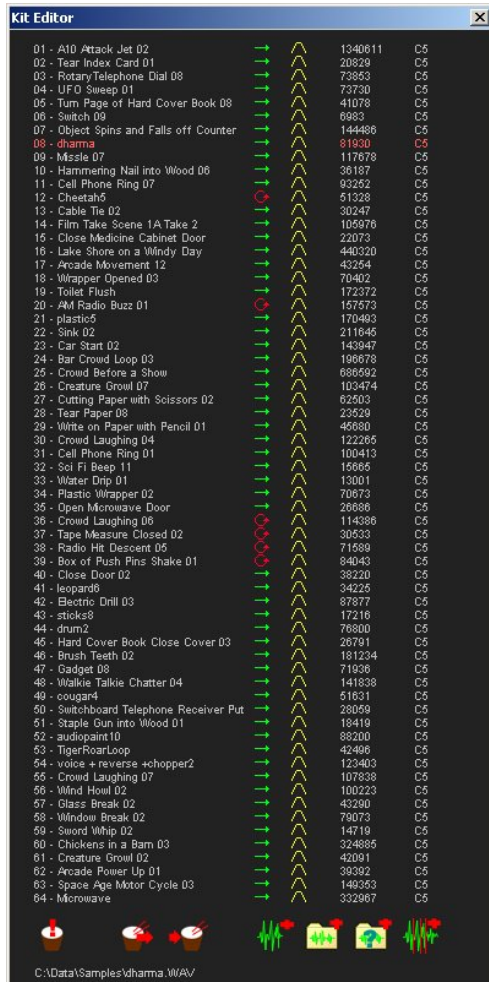 Kit Editor
01 - A10 Attack Jet 02 1340611 C5
02 - Tear Index Card 01 20829 C5
03 - RotaryTelephone Dial 08 73853 C5
04 - UFO Sweep 01 73730 C5
05 - Turn Page of Hard Cover Book 08 41078 C5
06 - Switch 09 6983 C5
07 - Object Spins and Falls off Counter 144486 C5
08 - dharma 81930 C5
09 - Missle 07 117678 C5
10 - Hammering Nail into Wood 06 36187 C5
11 - Cell Phone Ring 07 93252 C5
12 - Cheetah5 51328 C5
13 - Cable Tie 02 30247 C5
14 - Film Take Scene 1A Take 2 105976 C5
15 - Close Medicine Cabinet Door 22073 C5
16 - Lake Shore on a Windy Day 440320 C5
17 - Arcade Movement 12 43254 C5
18 - Wrapper Opened 03 70402 C5
19 - Toilet Flush 172372 C5
20 - AM Radio Buzz 01 157573 C5
21 - plastic5 170493 C5
22 - Sink 02 211645 C5
23 - Car Start 02 143947 C5
24 - Bar Crowd Loop 03 196678 C5
25 - Crowd Before a Show 686592 C5
26 - Creature Growl 07 103474 C5
27 - Cutting Paper with Scissors 02 62503 C5
28 - Tear Paper 08 23529 C5
29 - Write on Paper with Pencil 01 45680 C5
30 - Crowd Laughing 04 122265 C5
31 - Cell Phone Ring 01 100413 C5
32 - Sci Fi Beep 11 15665 C5
33 - Water Drip 01 13001 C5
34 - Plastic Wrapper 02 70673 C5
35 - Open Microwave Door 26686 C5
36 - Crowd Laughing 06 114386 C5
37 - Tape Measure Closed 02 30533 C5
38 - Radio Hit Descent 05 71589 C5
39 - Box of Push Pins Shake 01 84043 C5
40 - Close Door 02 38220 C5
41 - leopard6 34225 C5
42 - Electric Drill 03 87877 C5
43 - sticks8 17216 C5
44 - drum2 76800 C5
45 - Hard Cover Book Close Cover 03 26791 C5
46 - Brush Teeth 02 181234 C5
47 - Gadget 08 71936 C5
48 - Walkie Talkie Chatter 04 141838 C5
49 - cougar4 51631 C5
50 - Switchboard Telephone Receiver Put 28059 C5
51 - Staple Gun into Wood 01 18419 C5
52 - audiopaint10 88200 C5
53 - TigerRoarLoop 42496 C5
54 - voice + reverse +chopper2 123403 C5
55 - Crowd Laughing 07 107838 C5
56 - Wind Howl 02 100223 C5
57 - Glass Break 02 43290 C5
58 - Window Break 02 79073 C5
59 - Sword Whip 02 14719 C5
60 - Chickens in a Barn 03 324885 C5
61 - Creature Growl 02 42091 C5
62 - Arcade Power Up 01 39392 C5
63 - Space Age Motor Cycle 03 149353 C5
64 - Microwave 332967 C5
C:\Data\Samples\dharma.WAV